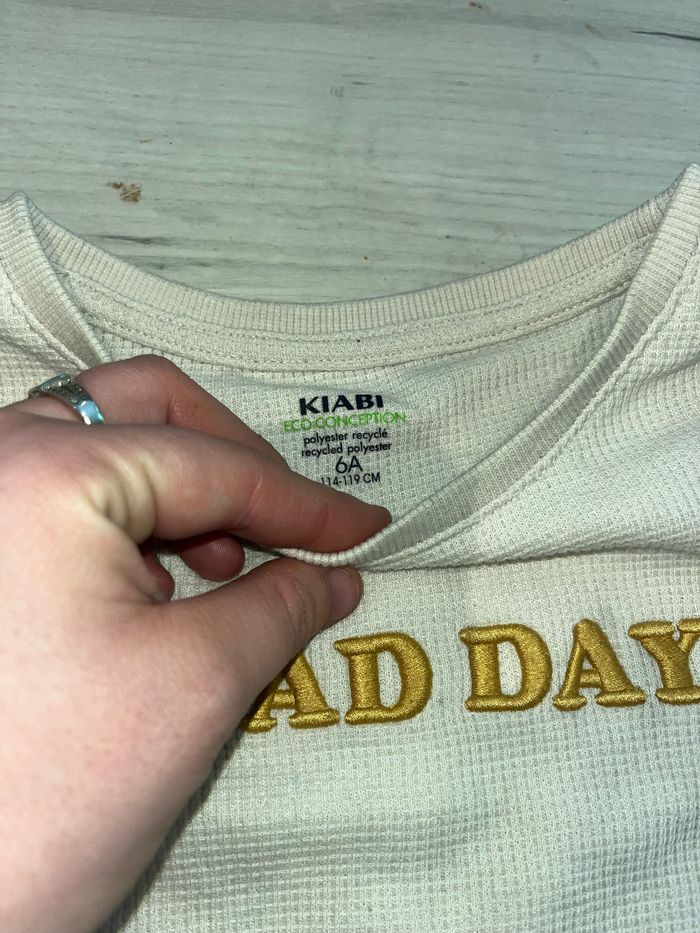 KIABI
ECO-CONCEPTION
polyester recyclé
recycled polyester
6A
114-119 CM
AD DAY